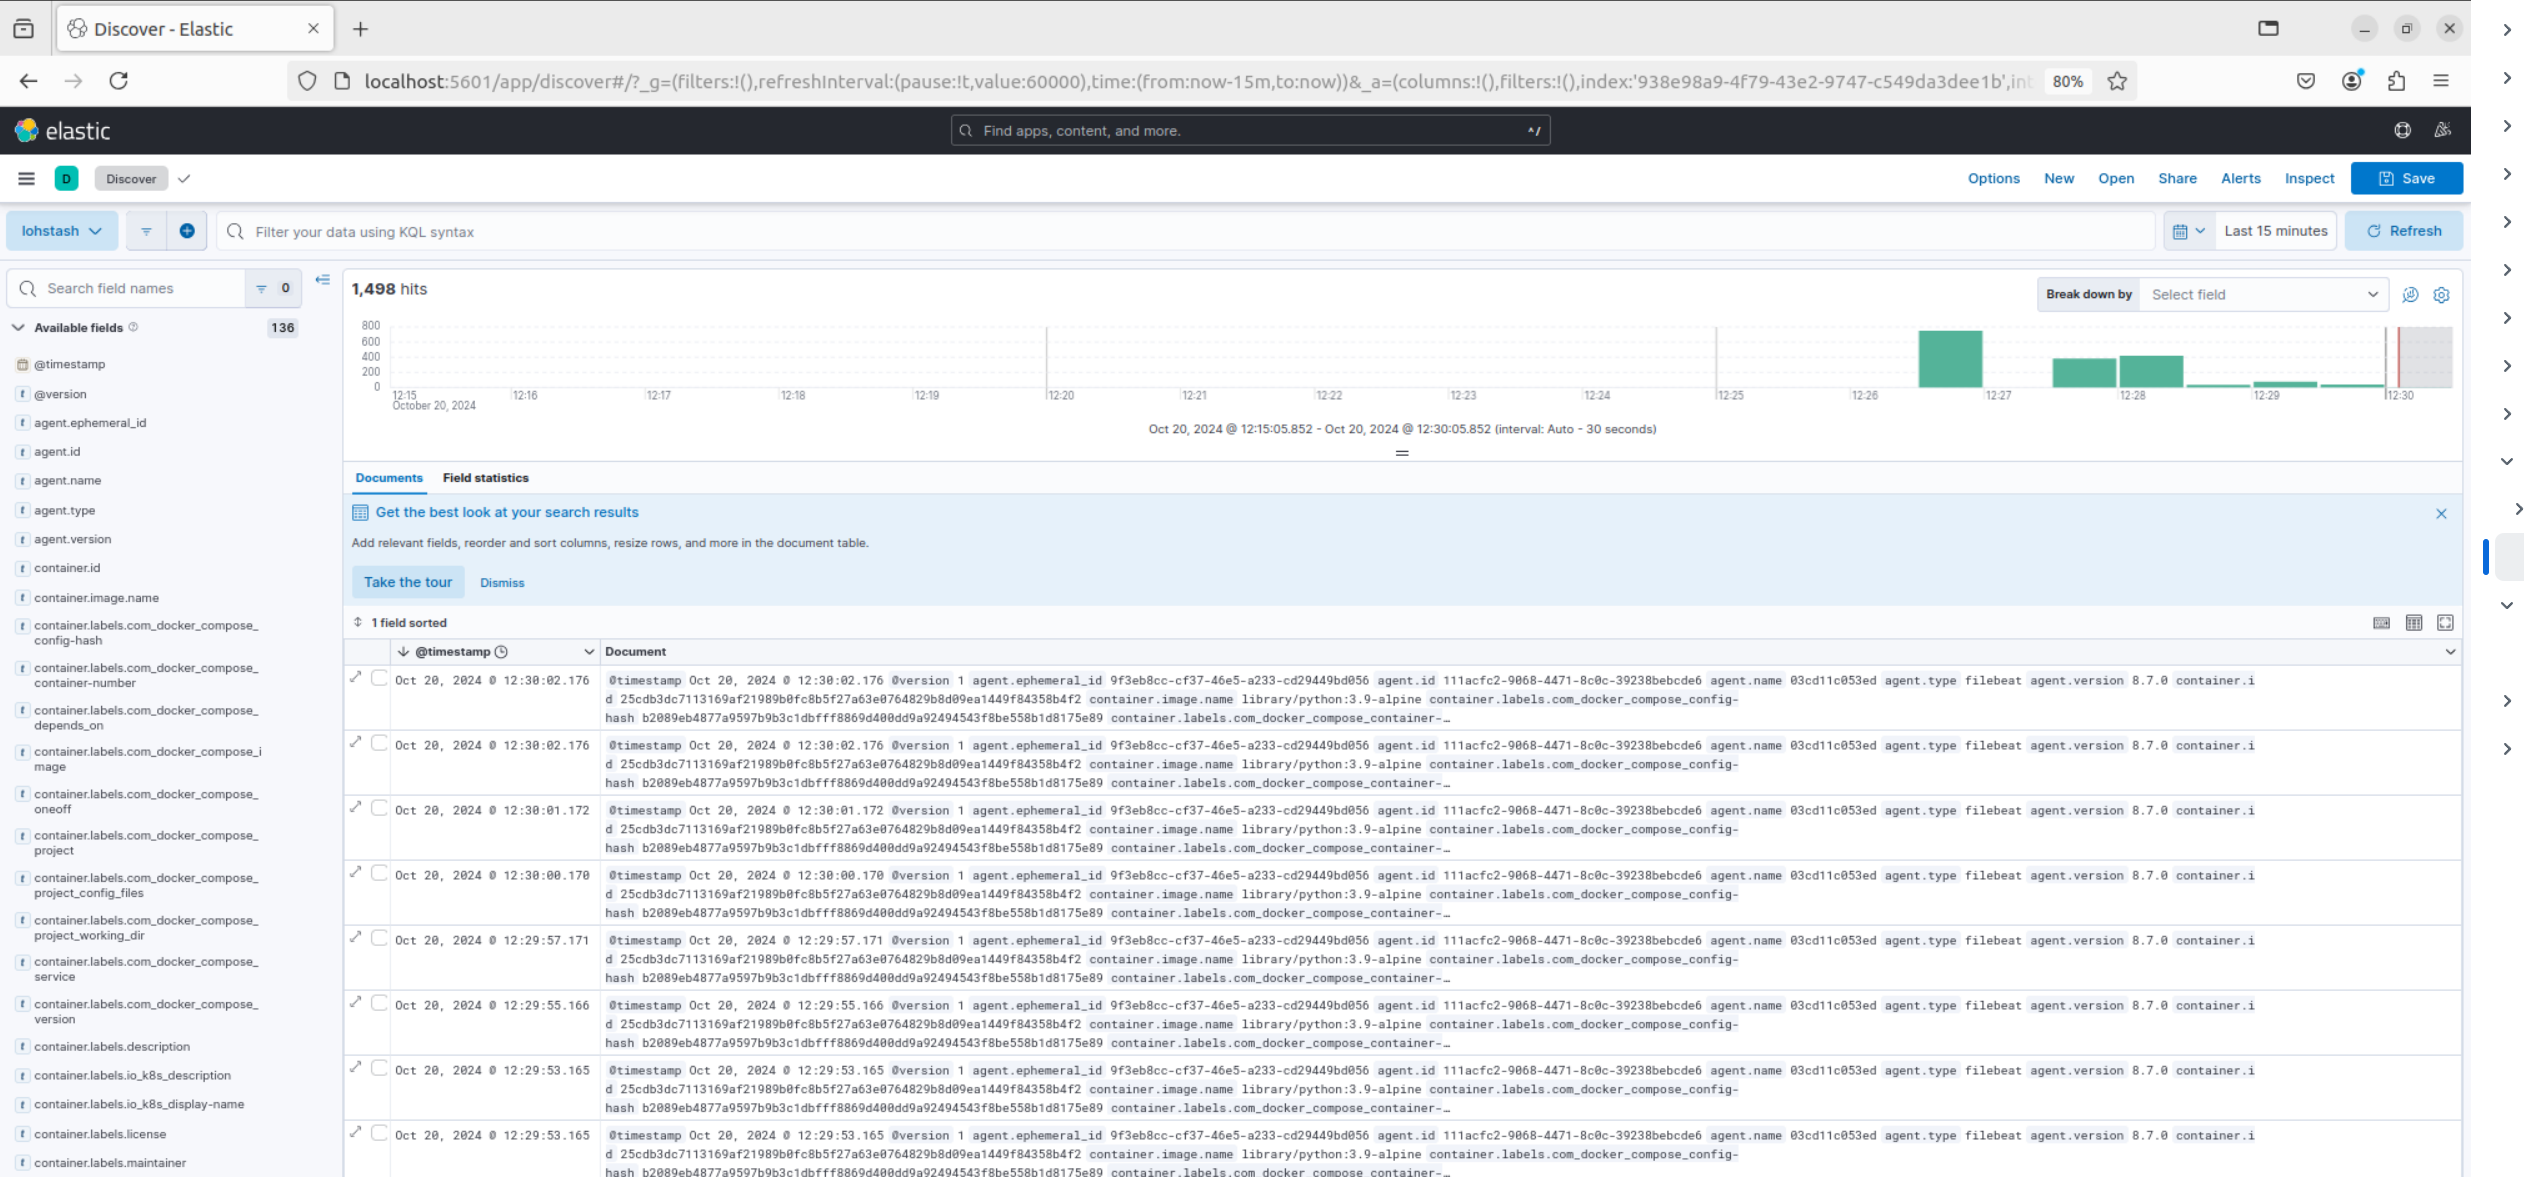 Discover - Elastic
localhost:5601/app/discover#/?_g=(filters:!(),refreshInterval:(pause:!t,value:60000),time:(from:now-15m,to:now))&_a=(columns:!(),filters:!(),index:'938e98a9-4f79-43e2-9747-c549da3dee1b',int
80%
elastic
Find apps, content, and more.
^/
D
Discover
Options
New
Open
Share
Alerts
Inspect
Save
lohstash
Filter your data using KQL syntax
Last 15 minutes
Refresh
Search field names
0
Available fields
136
@timestamp
@version
agent.ephemeral_id
agent.id
agent.name
agent.type
agent.version
container.id
container.image.name
container.labels.com_docker_compose_
config-hash
container.labels.com_docker_compose_
container-number
container.labels.com_docker_compose_
depends_on
container.labels.com_docker_compose_i
mage
container.labels.com_docker_compose_
oneoff
container.labels.com_docker_compose_
project
container.labels.com_docker_compose_
project_config_files
container.labels.com_docker_compose_
project_working_dir
container.labels.com_docker_compose_
service
container.labels.com_docker_compose_
version
container.labels.description
container.labels.io_k8s_description
container.labels.io_k8s_display-name
container.labels.license
container.labels.maintainer
1,498 hits
Break down by
Select field
800
600
400
200
0
12:15
12:16
12:17
12:18
12:19
12:20
12:21
12:22
12:23
12:24
12:25
12:26
12:27
12:28
12:29
12:30
October 20, 2024
Oct 20, 2024 @ 12:15:05.852 - Oct 20, 2024 @ 12:30:05.852 (interval: Auto - 30 seconds)
Documents
Field statistics
Get the best look at your search results
Add relevant fields, reorder and sort columns, resize rows, and more in the document table.
Take the tour
Dismiss
1 field sorted
@timestamp
Document
Oct 20, 2024 @ 12:30:02.176 @timestamp Oct 20, 2024 @ 12:30:02.176 @version 1 agent.ephemeral_id 9f3eb8cc-cf37-46e5-a233-cd29449bd056 agent.id 111acfc2-9068-4471-8c0c-39238bebcde6 agent.name 03cd11c053ed agent.type filebeat agent.version 8.7.0 container.i
d 25cdb3dc7113169af21989b0fc8b5f27a63e0764829b8d09ea1449f84358b4f2 container.image.name library/python:3.9-alpine container.labels.com_docker_compose_config-
hash b2089eb4877a9597b9b3c1dbfff8869d400dd9a92494543f8be558b1d8175e89 container.labels.com_docker_compose_container-…
Oct 20, 2024 @ 12:30:02.176 @timestamp Oct 20, 2024 @ 12:30:02.176 @version 1 agent.ephemeral_id 9f3eb8cc-cf37-46e5-a233-cd29449bd056 agent.id 111acfc2-9068-4471-8c0c-39238bebcde6 agent.name 03cd11c053ed agent.type filebeat agent.version 8.7.0 container.i
d 25cdb3dc7113169af21989b0fc8b5f27a63e0764829b8d09ea1449f84358b4f2 container.image.name library/python:3.9-alpine container.labels.com_docker_compose_config-
hash b2089eb4877a9597b9b3c1dbfff8869d400dd9a92494543f8be558b1d8175e89 container.labels.com_docker_compose_container-…
Oct 20, 2024 @ 12:30:01.172 @timestamp Oct 20, 2024 @ 12:30:01.172 @version 1 agent.ephemeral_id 9f3eb8cc-cf37-46e5-a233-cd29449bd056 agent.id 111acfc2-9068-4471-8c0c-39238bebcde6 agent.name 03cd11c053ed agent.type filebeat agent.version 8.7.0 container.i
d 25cdb3dc7113169af21989b0fc8b5f27a63e0764829b8d09ea1449f84358b4f2 container.image.name library/python:3.9-alpine container.labels.com_docker_compose_config-
hash b2089eb4877a9597b9b3c1dbfff8869d400dd9a92494543f8be558b1d8175e89 container.labels.com_docker_compose_container-…
Oct 20, 2024 @ 12:30:00.170 @timestamp Oct 20, 2024 @ 12:30:00.170 @version 1 agent.ephemeral_id 9f3eb8cc-cf37-46e5-a233-cd29449bd056 agent.id 111acfc2-9068-4471-8c0c-39238bebcde6 agent.name 03cd11c053ed agent.type filebeat agent.version 8.7.0 container.i
d 25cdb3dc7113169af21989b0fc8b5f27a63e0764829b8d09ea1449f84358b4f2 container.image.name library/python:3.9-alpine container.labels.com_docker_compose_config-
hash b2089eb4877a9597b9b3c1dbfff8869d400dd9a92494543f8be558b1d8175e89 container.labels.com_docker_compose_container-…
Oct 20, 2024 @ 12:29:57.171 @timestamp Oct 20, 2024 @ 12:29:57.171 @version 1 agent.ephemeral_id 9f3eb8cc-cf37-46e5-a233-cd29449bd056 agent.id 111acfc2-9068-4471-8c0c-39238bebcde6 agent.name 03cd11c053ed agent.type filebeat agent.version 8.7.0 container.i
d 25cdb3dc7113169af21989b0fc8b5f27a63e0764829b8d09ea1449f84358b4f2 container.image.name library/python:3.9-alpine container.labels.com_docker_compose_config-
hash b2089eb4877a9597b9b3c1dbfff8869d400dd9a92494543f8be558b1d8175e89 container.labels.com_docker_compose_container-…
Oct 20, 2024 @ 12:29:55.166 @timestamp Oct 20, 2024 @ 12:29:55.166 @version 1 agent.ephemeral_id 9f3eb8cc-cf37-46e5-a233-cd29449bd056 agent.id 111acfc2-9068-4471-8c0c-39238bebcde6 agent.name 03cd11c053ed agent.type filebeat agent.version 8.7.0 container.i
d 25cdb3dc7113169af21989b0fc8b5f27a63e0764829b8d09ea1449f84358b4f2 container.image.name library/python:3.9-alpine container.labels.com_docker_compose_config-
hash b2089eb4877a9597b9b3c1dbfff8869d400dd9a92494543f8be558b1d8175e89 container.labels.com_docker_compose_container-…
Oct 20, 2024 @ 12:29:53.165 @timestamp Oct 20, 2024 @ 12:29:53.165 @version 1 agent.ephemeral_id 9f3eb8cc-cf37-46e5-a233-cd29449bd056 agent.id 111acfc2-9068-4471-8c0c-39238bebcde6 agent.name 03cd11c053ed agent.type filebeat agent.version 8.7.0 container.i
d 25cdb3dc7113169af21989b0fc8b5f27a63e0764829b8d09ea1449f84358b4f2 container.image.name library/python:3.9-alpine container.labels.com_docker_compose_config-
hash b2089eb4877a9597b9b3c1dbfff8869d400dd9a92494543f8be558b1d8175e89 container.labels.com_docker_compose_container-…
Oct 20, 2024 @ 12:29:53.165 @timestamp Oct 20, 2024 @ 12:29:53.165 @version 1 agent.ephemeral_id 9f3eb8cc-cf37-46e5-a233-cd29449bd056 agent.id 111acfc2-9068-4471-8c0c-39238bebcde6 agent.name 03cd11c053ed agent.type filebeat agent.version 8.7.0 container.i
d 25cdb3dc7113169af21989b0fc8b5f27a63e0764829b8d09ea1449f84358b4f2 container.image.name library/python:3.9-alpine container.labels.com_docker_compose_config-
hash b2089eb4877a9597b9b3c1dbfff8869d400dd9a92494543f8be558b1d8175e89 container.labels.com_docker_compose_container-…